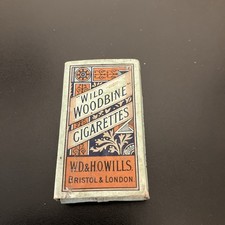 WILD
WOODBINE
CIGARETTES
W.D.& H.O.WILLS.
BRISTOL & LONDON.